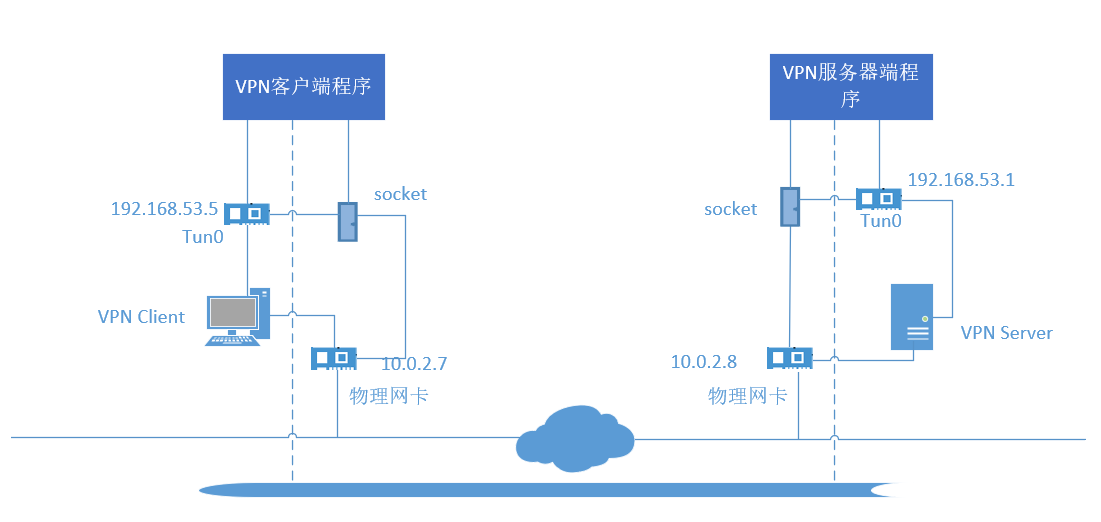 VPN客户端程序
VPN服务器端程
序
192.168.53.5
Tun0
socket
socket
192.168.53.1
Tun0
VPN Client
VPN Server
10.0.2.7
物理网卡
10.0.2.8
物理网卡